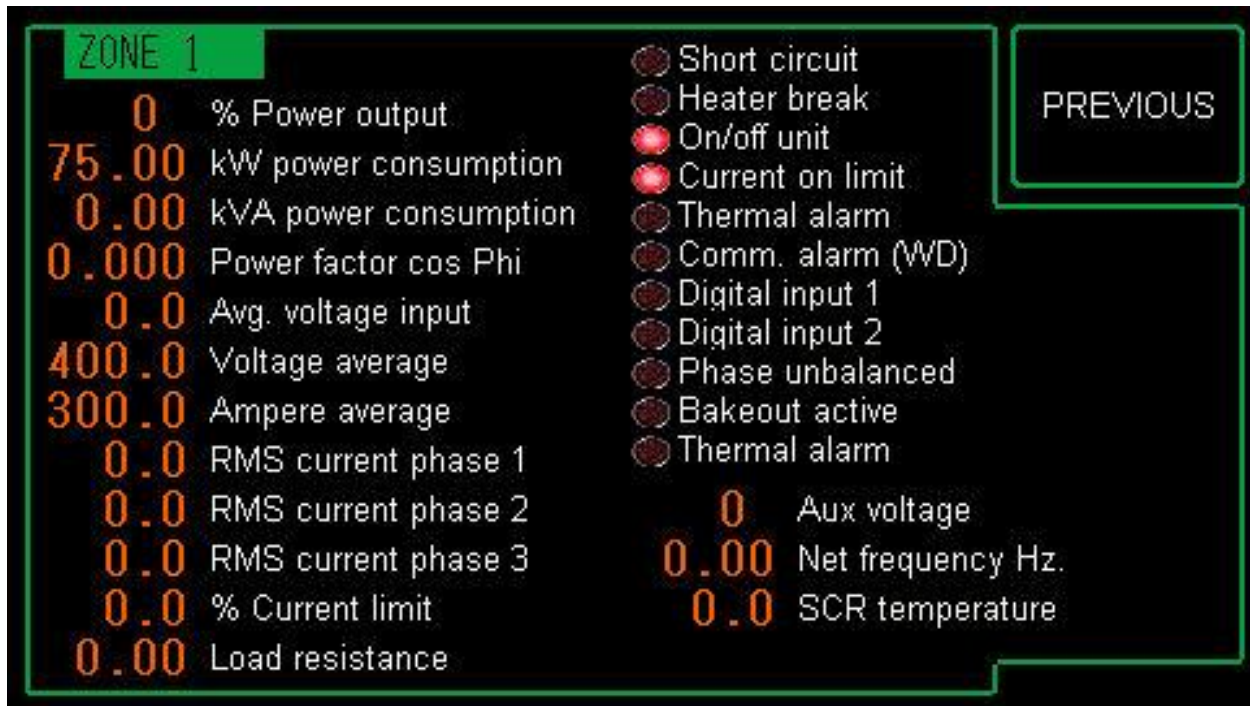 ZONE 1
0 % Power output
75.00 kW power consumption
0.00 kVA power consumption
0.000 Power factor cos Phi
0.0 Avg. voltage input
400.0 Voltage average
300.0 Ampere average
0.0 RMS current phase 1
0.0 RMS current phase 2
0.0 RMS current phase 3
0.0 % Current limit
0.00 Load resistance
Short circuit
Heater break
On/off unit
Current on limit
Thermal alarm
Comm. alarm (WD)
Digital input 1
Digital input 2
Phase unbalanced
Bakeout active
Thermal alarm
0 Aux voltage
0.00 Net frequency Hz.
0.0 SCR temperature
PREVIOUS